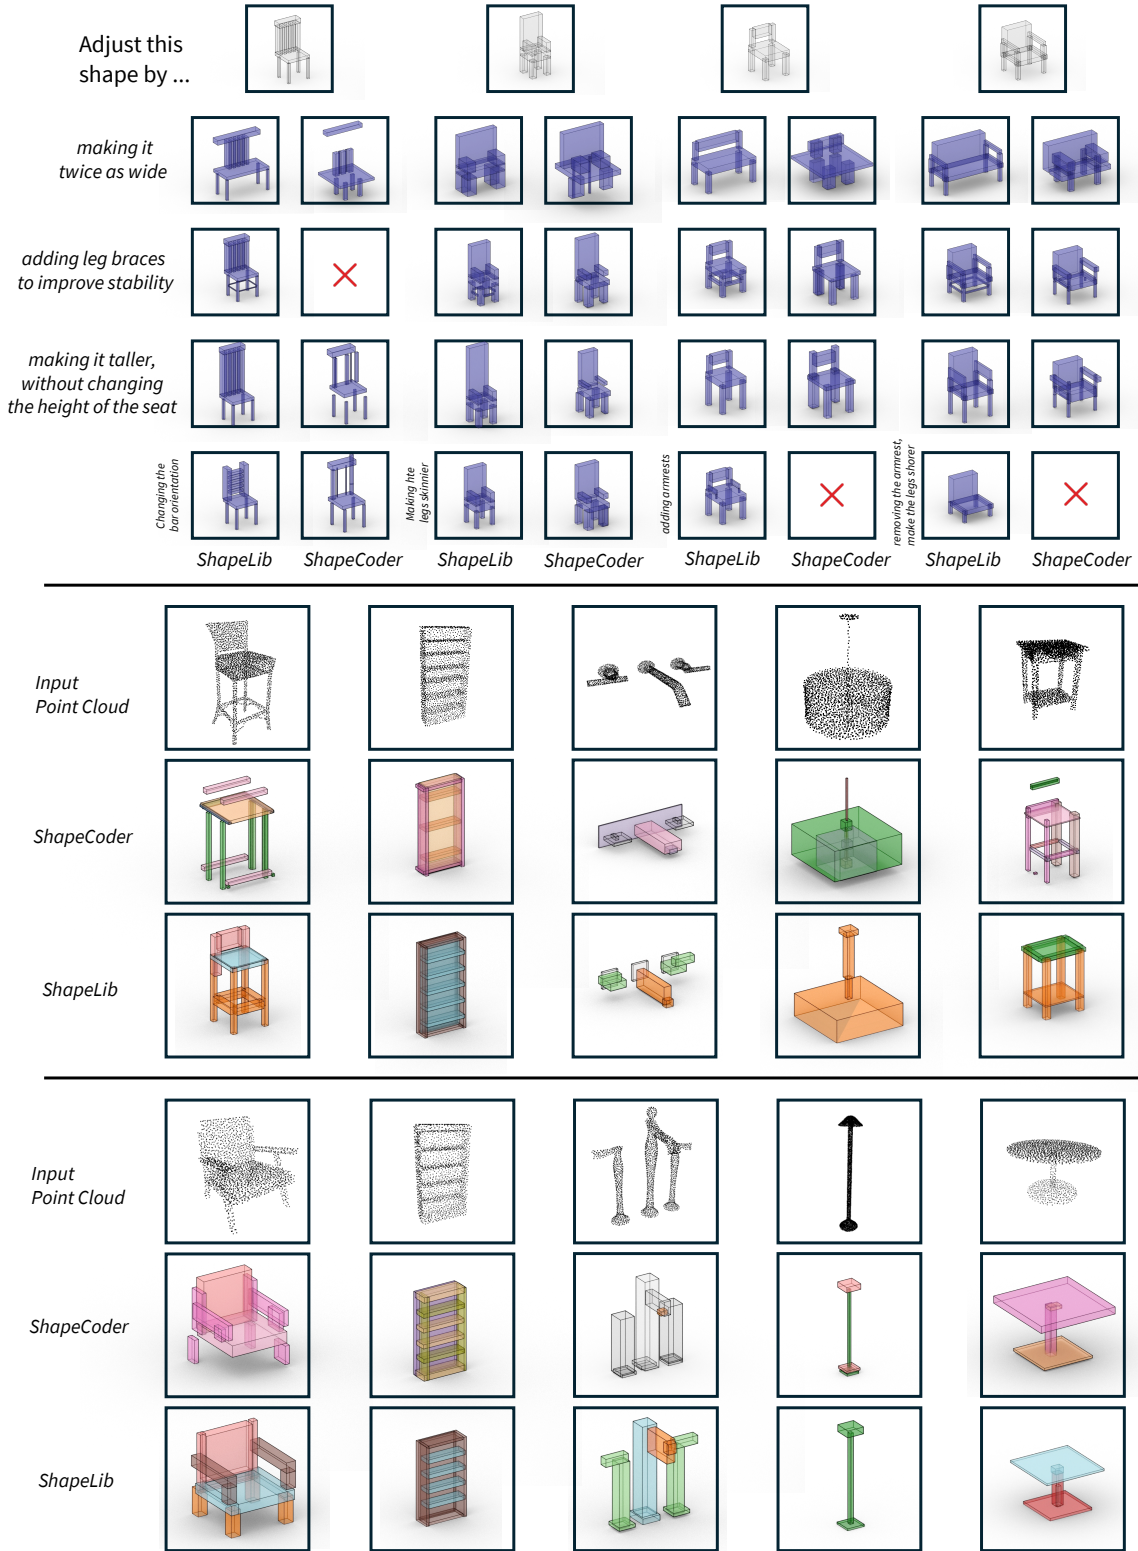 Adjust this
shape by ...
making it
twice as wide
adding leg braces
to improve stability
making it taller,
without changing
the height of the seat
Changing the
bar orientation
Making hte
legs skinnier
adding armrests
removing the armrest,
make the legs shorer
ShapeLib
ShapeCoder
ShapeLib
ShapeCoder
ShapeLib
ShapeCoder
ShapeLib
ShapeCoder
Input
Point Cloud
ShapeCoder
ShapeLib
Input
Point Cloud
ShapeCoder
ShapeLib